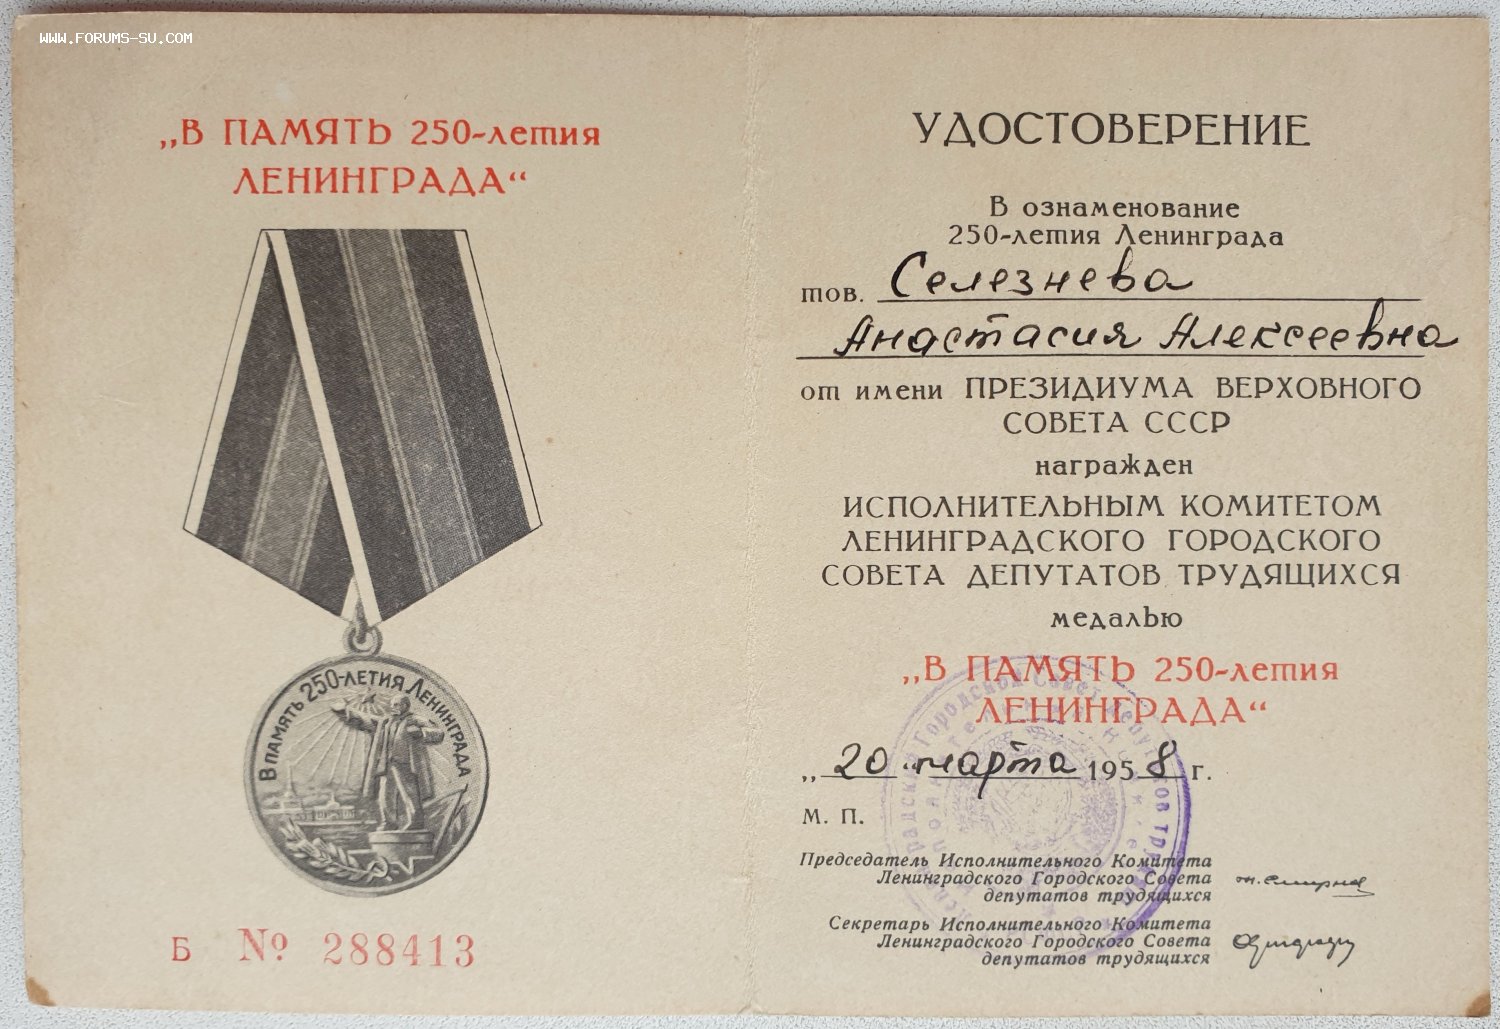 WWW.FORUMS-SU.COM
„В ПАМЯТЬ 250-летия
ЛЕНИНГРАДА“
В ПАМЯТЬ 250-ЛЕТИЯ ЛЕНИНГРАДА
Б № 288413
УДОСТОВЕРЕНИЕ
В ознаменование
250-летия Ленинграда
тов. Селезнева
Анастасия Алексеевна
от имени ПРЕЗИДИУМА ВЕРХОВНОГО
СОВЕТА СССР
награжден
ИСПОЛНИТЕЛЬНЫМ КОМИТЕТОМ
ЛЕНИНГРАДСКОГО ГОРОДСКОГО
СОВЕТА ДЕПУТАТОВ ТРУДЯЩИХСЯ
медалью
„В ПАМЯТЬ 250-летия
ЛЕНИНГРАДА“
„20“ марта 1958 г.
М. П.
Председатель Исполнительного Комитета
Ленинградского Городского Совета
депутатов трудящихся
Секретарь Исполнительного Комитета
Ленинградского Городского Совета
депутатов трудящихся